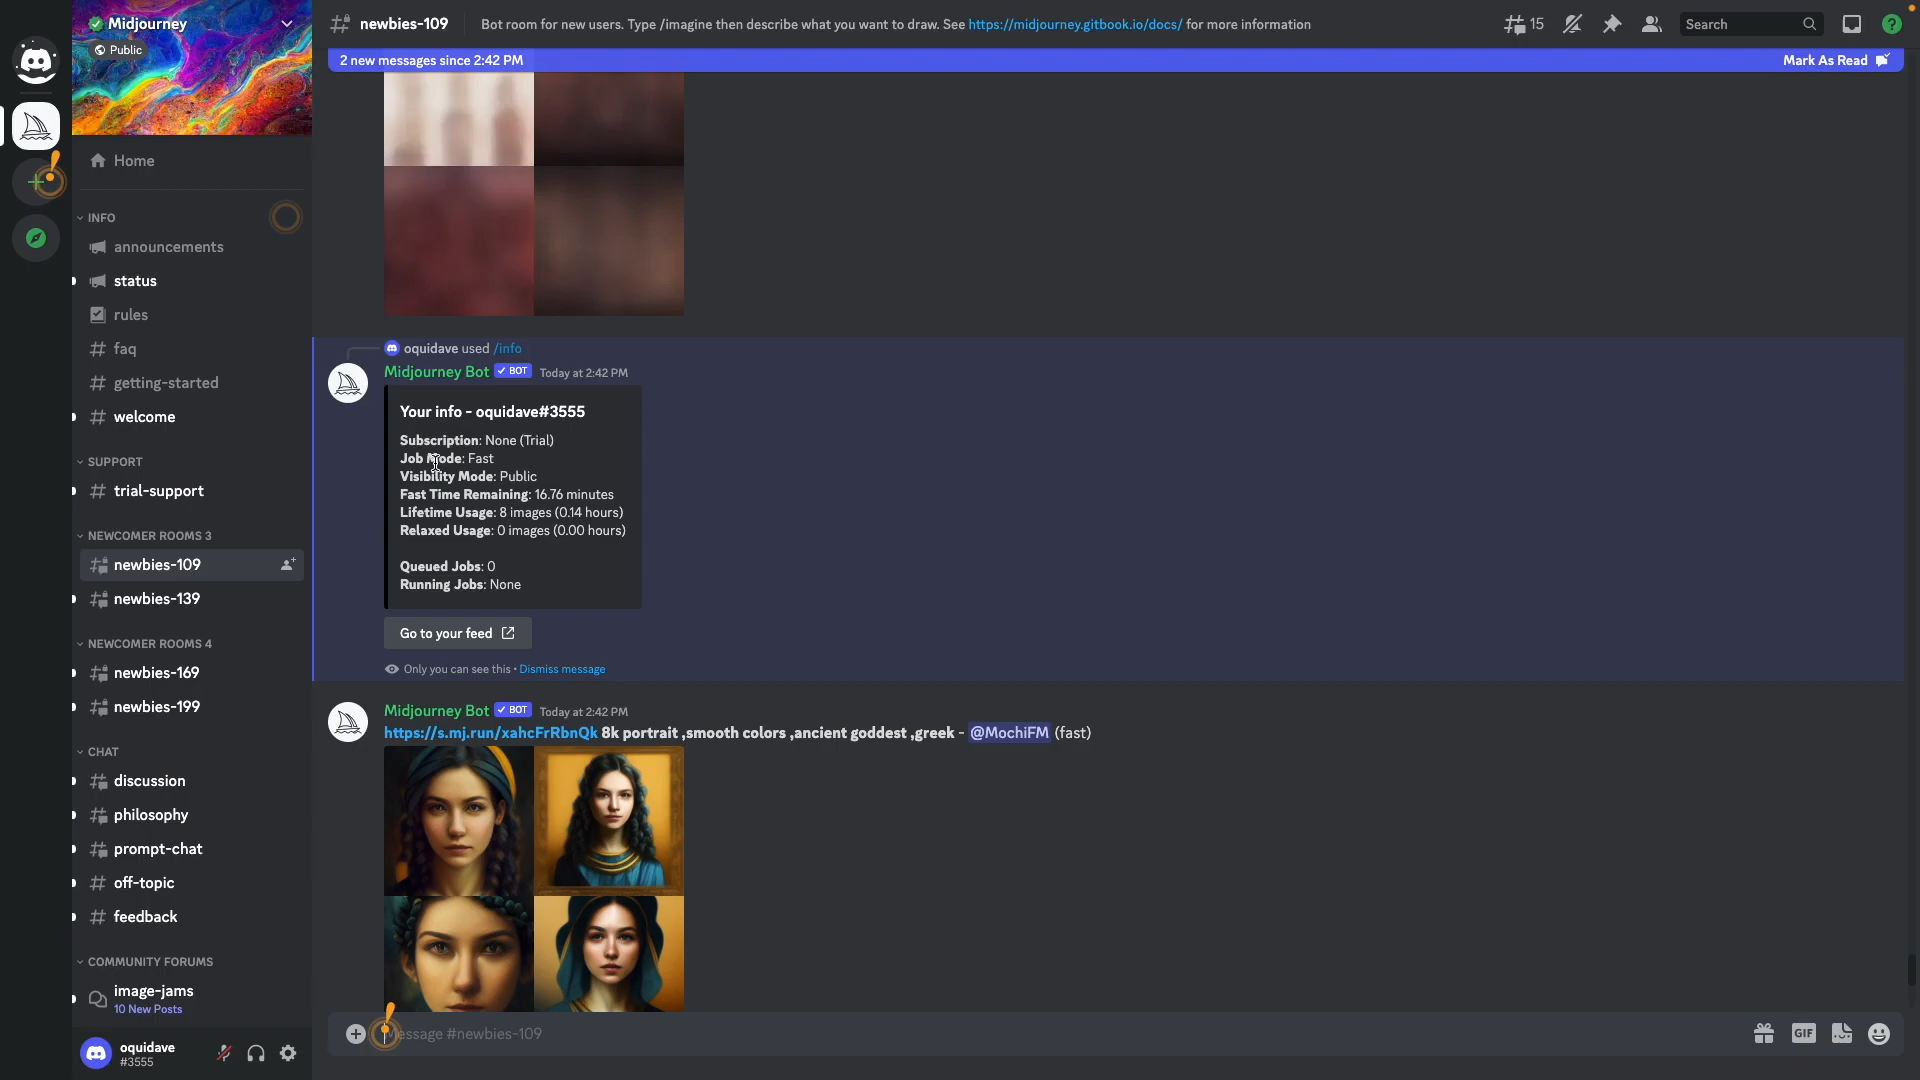 Midjourney
Public
Home
INFO
announcements
status
rules
faq
getting-started
welcome
SUPPORT
trial-support
NEWCOMER ROOMS 3
newbies-109
newbies-139
NEWCOMER ROOMS 4
newbies-169
newbies-199
CHAT
discussion
philosophy
prompt-chat
off-topic
feedback
COMMUNITY FORUMS
image-jams
10 New Posts
oquidave
#3555
newbies-109 Bot room for new users. Type /imagine then describe what you want to draw. See https://midjourney.gitbook.io/docs/ for more information
15
Search
2 new messages since 2:42 PM
Mark As Read
oquidave used /info
Midjourney Bot BOT Today at 2:42 PM
Your info - oquidave#3555
Subscription: None (Trial)
Job Mode: Fast
Visibility Mode: Public
Fast Time Remaining: 16.76 minutes
Lifetime Usage: 8 images (0.14 hours)
Relaxed Usage: 0 images (0.00 hours)
Queued Jobs: 0
Running Jobs: None
Go to your feed
Only you can see this • Dismiss message
Midjourney Bot BOT Today at 2:42 PM
https://s.mj.run/xahcFrRbnQk 8k portrait ,smooth colors ,ancient goddest ,greek - @MochiFM (fast)
Message #newbies-109
GIF